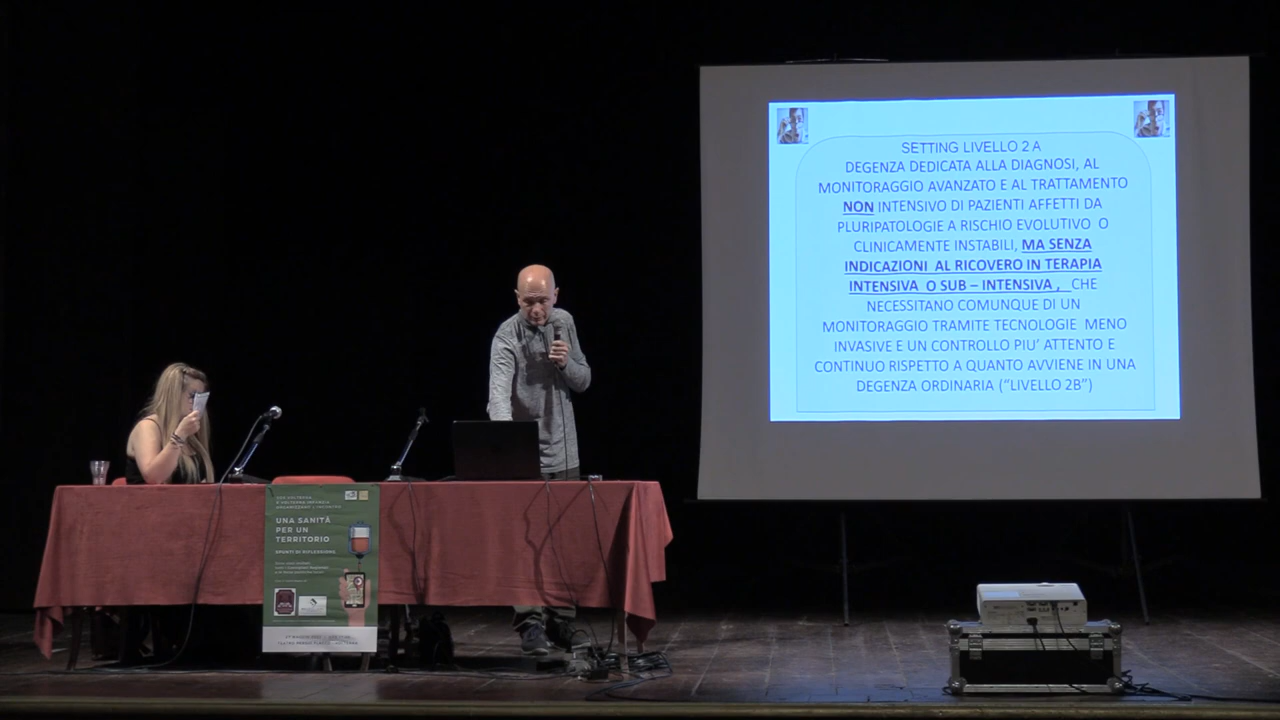 SETTING LIVELLO 2 A
DEGENZA DEDICATA ALLA DIAGNOSI, AL
MONITORAGGIO AVANZATO E AL TRATTAMENTO
NON INTENSIVO DI PAZIENTI AFFETTI DA
PLURIPATOLOGIE A RISCHIO EVOLUTIVO O
CLINICAMENTE INSTABILI, MA SENZA
INDICAZIONI AL RICOVERO IN TERAPIA
INTENSIVA O SUB – INTENSIVA , CHE
NECESSITANO COMUNQUE DI UN
MONITORAGGIO TRAMITE TECNOLOGIE MENO
INVASIVE E UN CONTROLLO PIU' ATTENTO E
CONTINUO RISPETTO A QUANTO AVVIENE IN UNA
DEGENZA ORDINARIA ("LIVELLO 2B")
UNA SANITÀ
PER UN
TERRITORIO
SPUNTI DI RIFLESSIONE